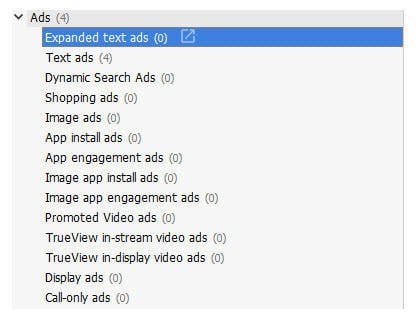 Ads (4)
Expanded text ads (0)
Text ads (4)
Dynamic Search Ads (0)
Shopping ads (0)
Image ads (0)
App install ads (0)
App engagement ads (0)
Image app install ads (0)
Image app engagement ads (0)
Promoted Video ads (0)
TrueView in-stream video ads (0)
TrueView in-display video ads (0)
Display ads (0)
Call-only ads (0)